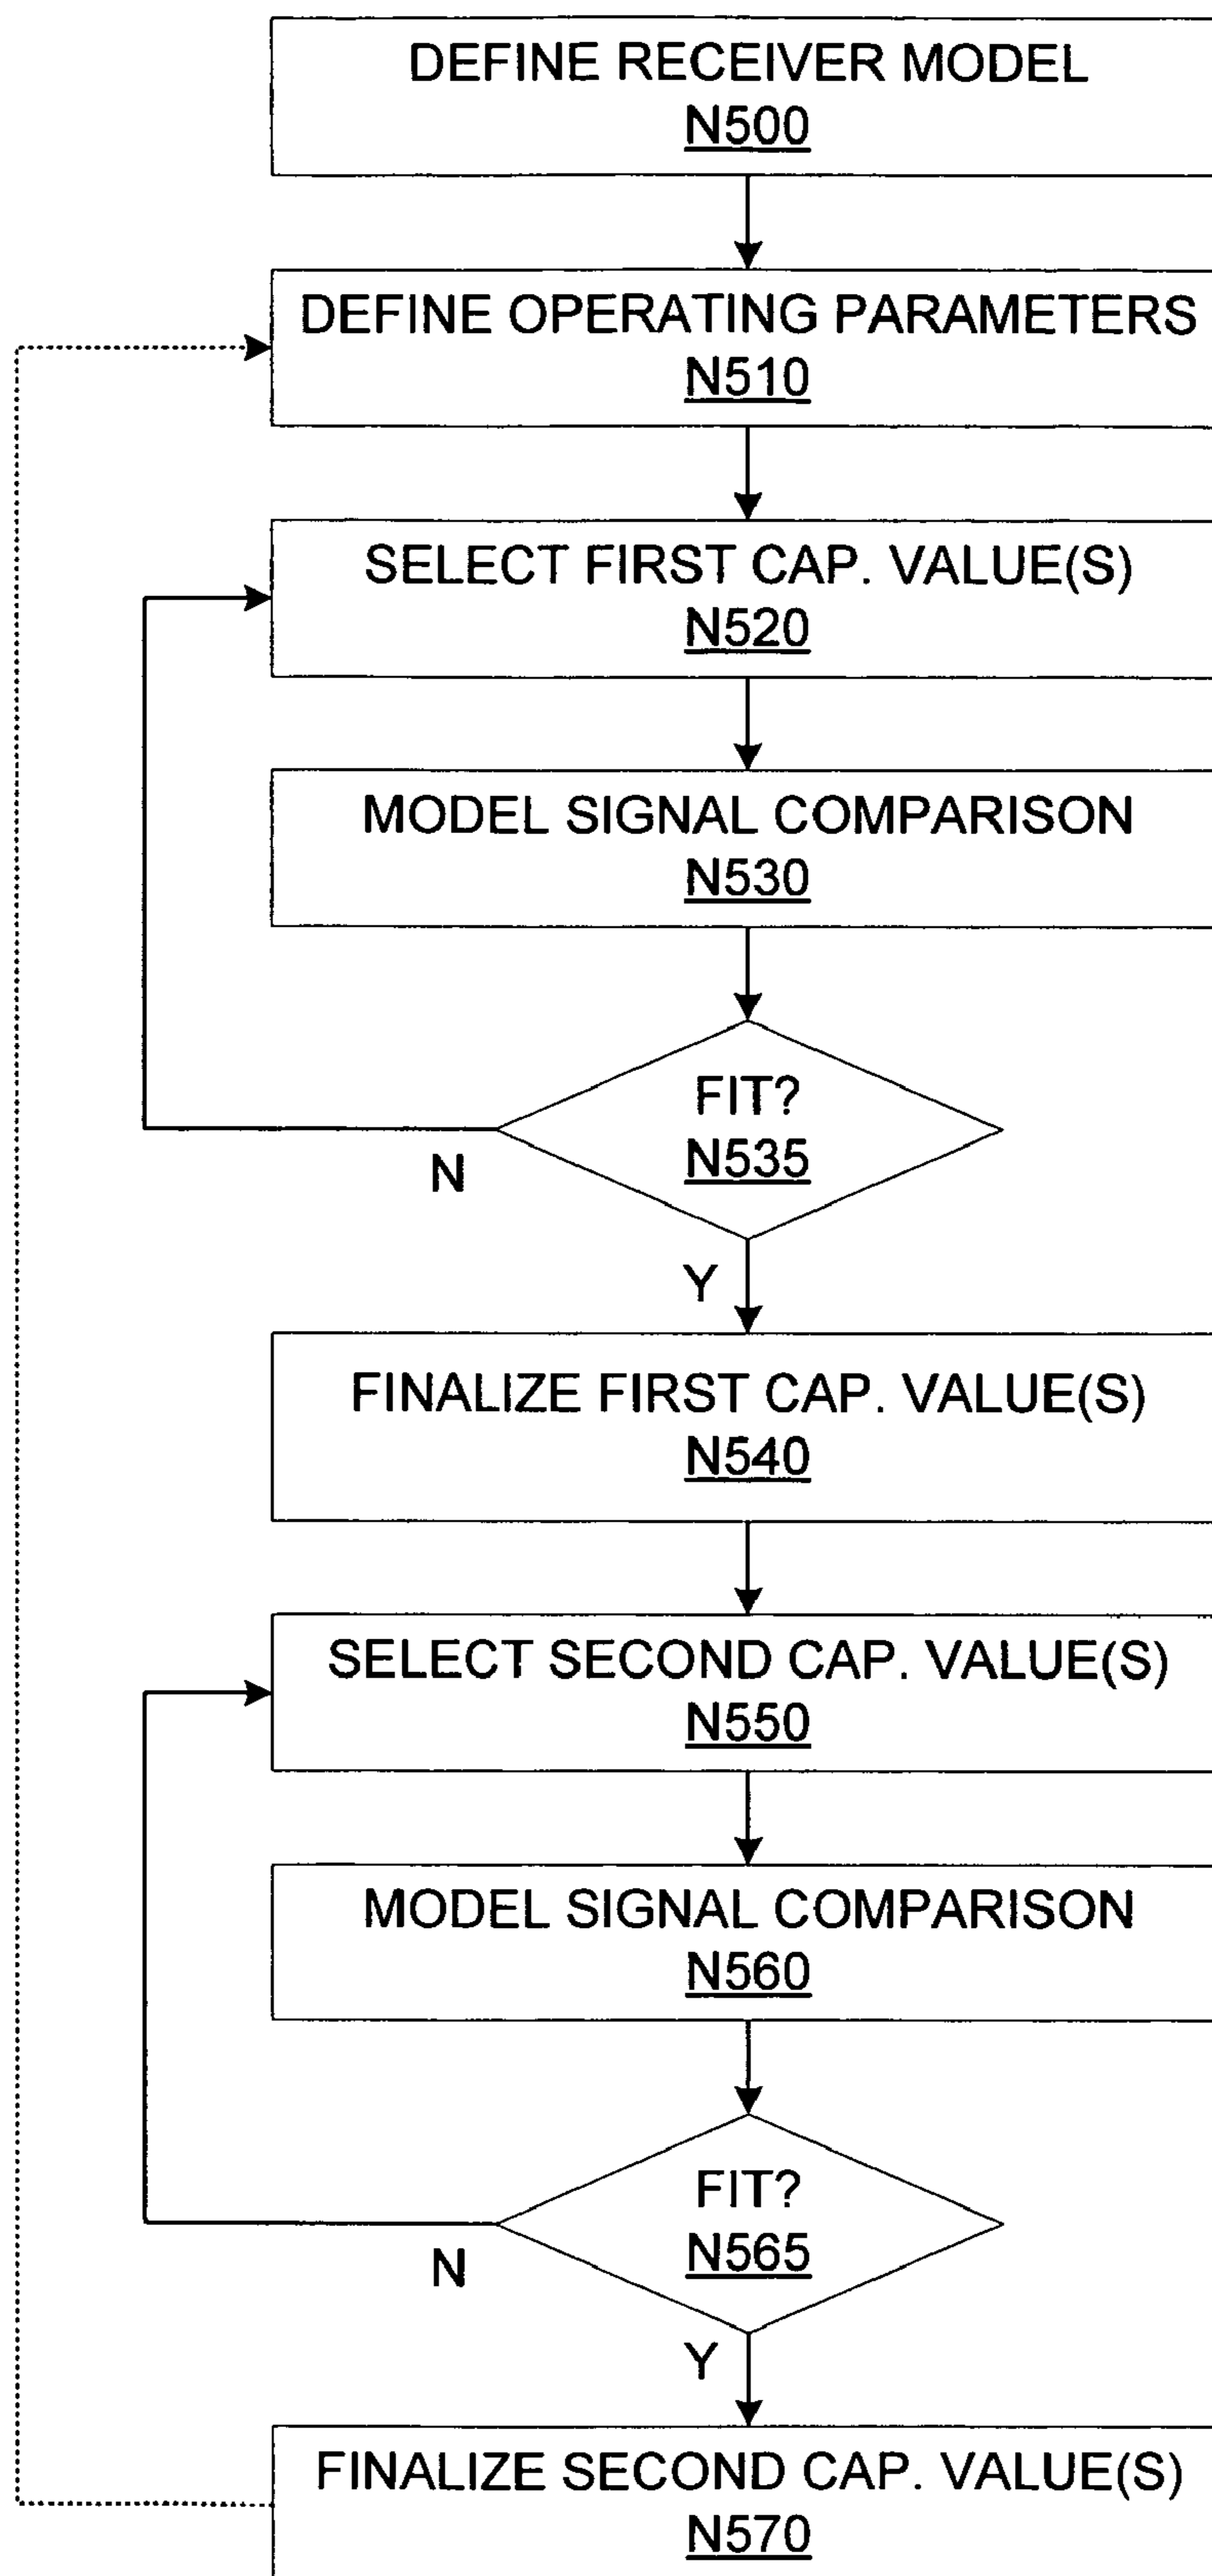 DEFINE RECEIVER MODEL
N500
DEFINE OPERATING PARAMETERS
N510
SELECT FIRST CAP. VALUE(S)
N520
MODEL SIGNAL COMPARISON
N530
FIT?
N535
N
Y
FINALIZE FIRST CAP. VALUE(S)
N540
SELECT SECOND CAP. VALUE(S)
N550
MODEL SIGNAL COMPARISON
N560
FIT?
N565
N
Y
FINALIZE SECOND CAP. VALUE(S)
N570